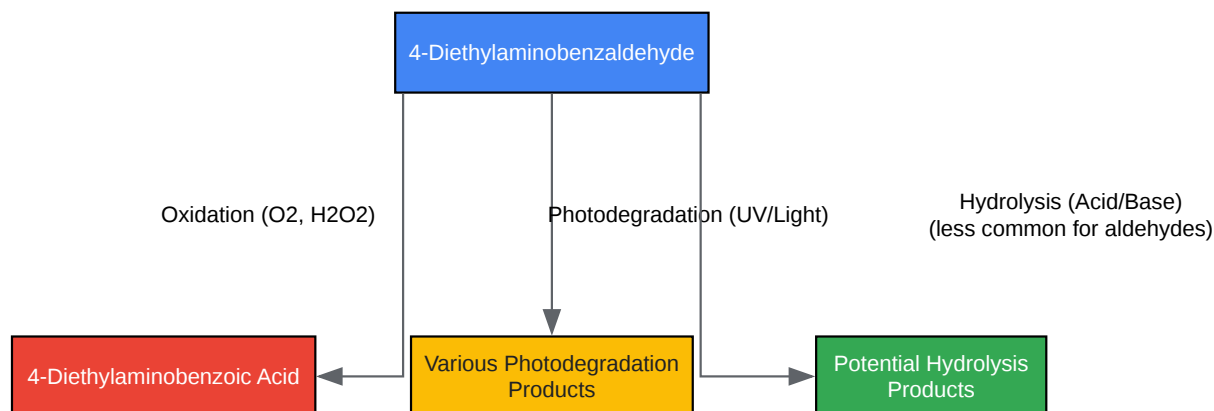 4-Diethylaminobenzaldehyde
Oxidation (O2, H2O2)
Photodegradation (UV/Light)
Hydrolysis (Acid/Base)
(less common for aldehydes)
4-Diethylaminobenzoic Acid
Various Photodegradation
Products
Potential Hydrolysis
Products